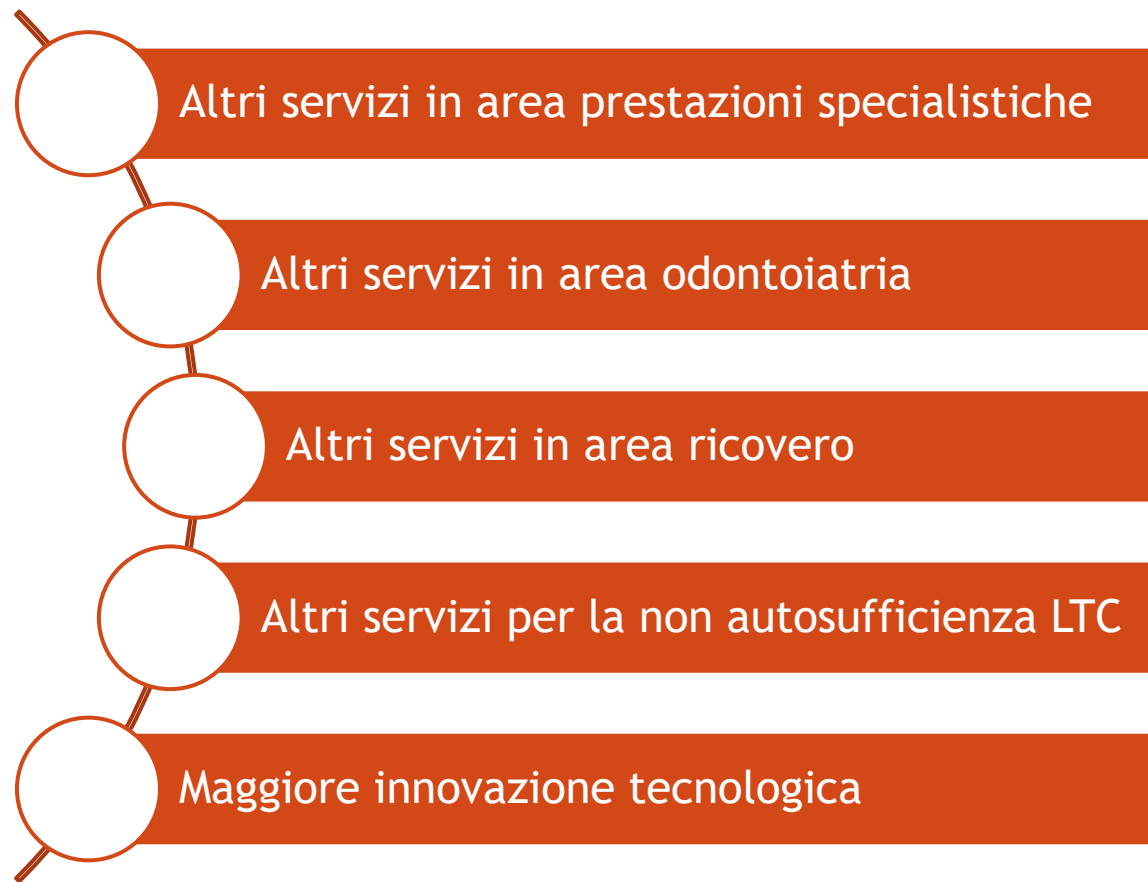 Altri servizi in area prestazioni specialistiche
Altri servizi in area odontoiatria
Altri servizi in area ricovero
Altri servizi per la non autosufficienza LTC
Maggiore innovazione tecnologica